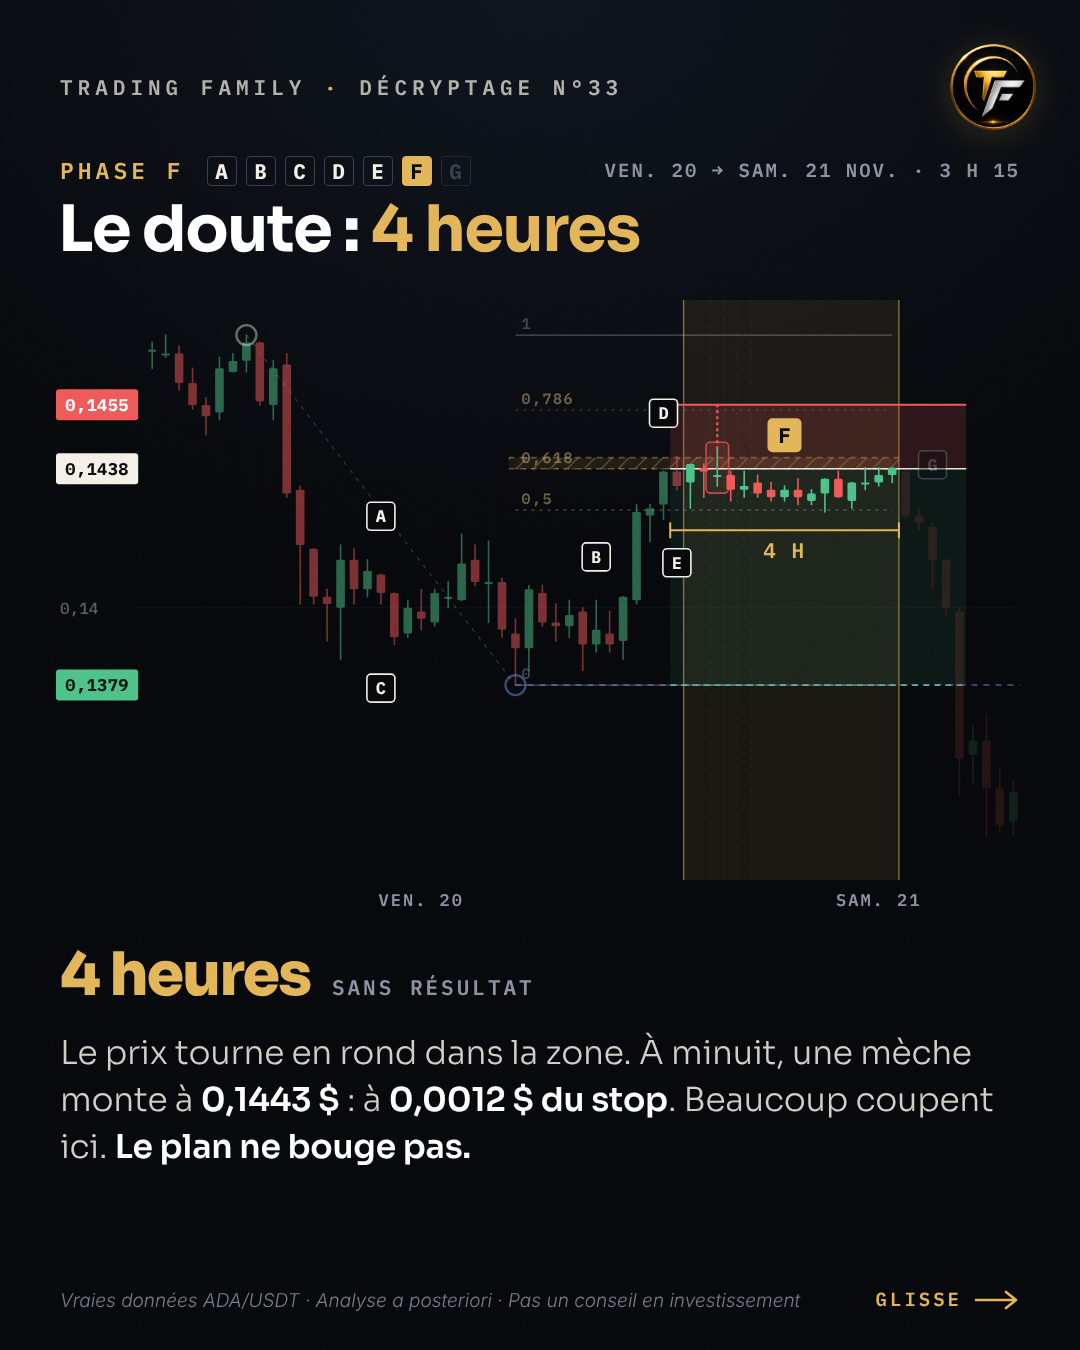 TRADING FAMILY · DÉCRYPTAGE N°33
TF
PHASE F A B C D E F G
VEN. 20 → SAM. 21 NOV. · 3 H 15
Le doute : 4 heures
1
0,786
0,1455
D
F
0,618
G
0,1438
0,5
A
4 H
B
E
0,14
0
0,1379
C
VEN. 20
SAM. 21
4 heures SANS RÉSULTAT
Le prix tourne en rond dans la zone. À minuit, une mèche
monte à 0,1443 $ : à 0,0012 $ du stop. Beaucoup coupent
ici. Le plan ne bouge pas.
Vraies données ADA/USDT · Analyse a posteriori · Pas un conseil en investissement
GLISSE →